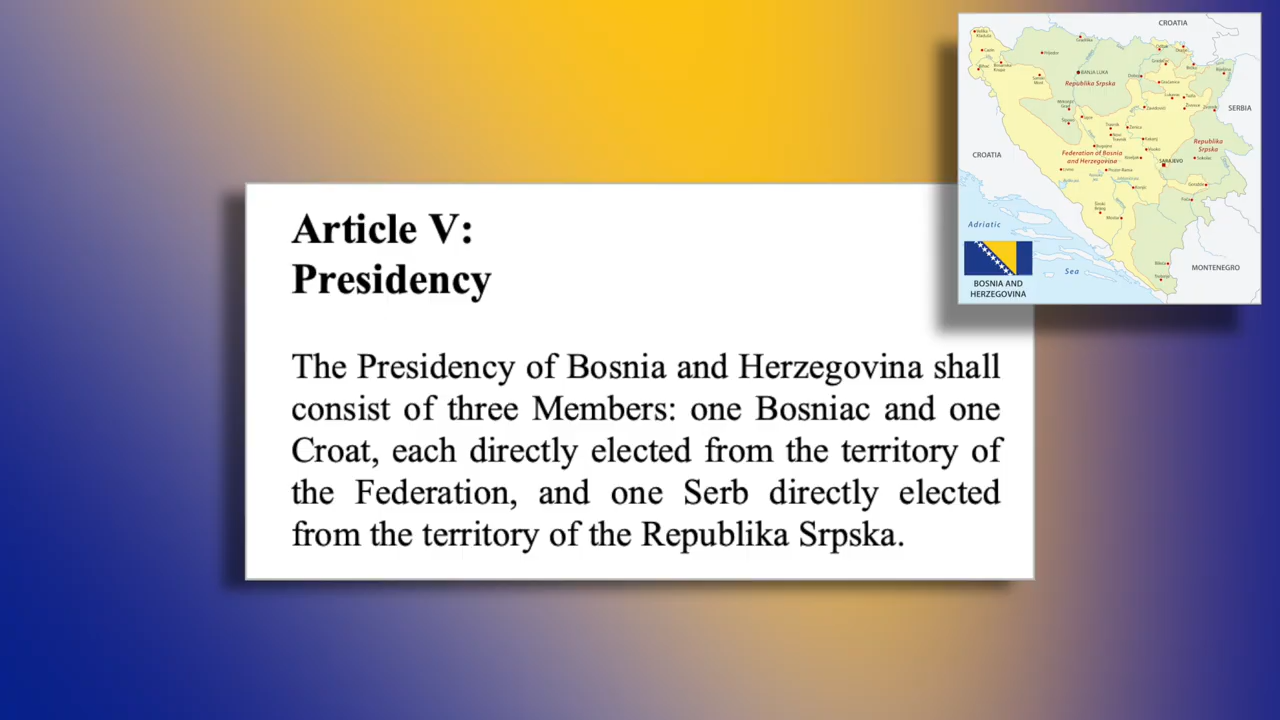 Article V:
Presidency
The Presidency of Bosnia and Herzegovina shall
consist of three Members: one Bosniac and one
Croat, each directly elected from the territory of
the Federation, and one Serb directly elected
from the territory of the Republika Srpska.
CROATIA
BANJA LUKA
Republika Srpska
SERBIA
CROATIA
Federation of Bosnia
and Herzegovina
Republika
Srpska
SARAJEVO
Adriatic
Sea
MONTENEGRO
BOSNIA AND
HERZEGOVINA